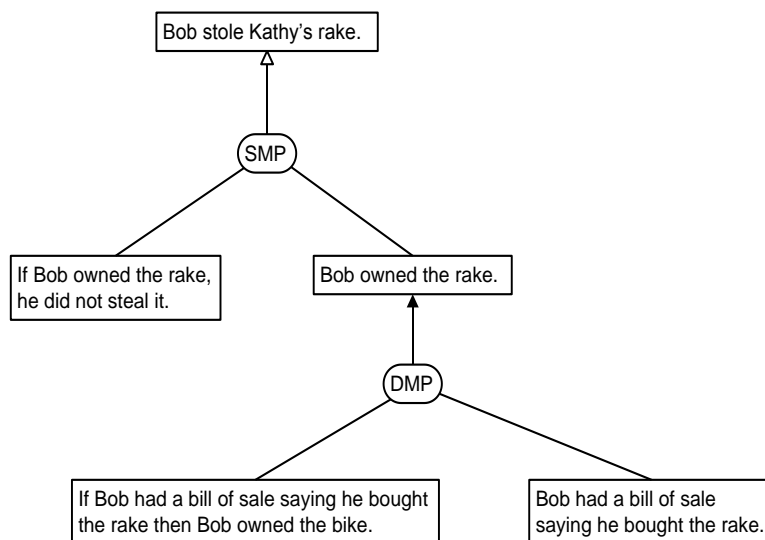 Bob stole Kathy's rake.
SMP
If Bob owned the rake,
he did not steal it.
Bob owned the rake.
DMP
If Bob had a bill of sale saying he bought
the rake then Bob owned the bike.
Bob had a bill of sale
saying he bought the rake.